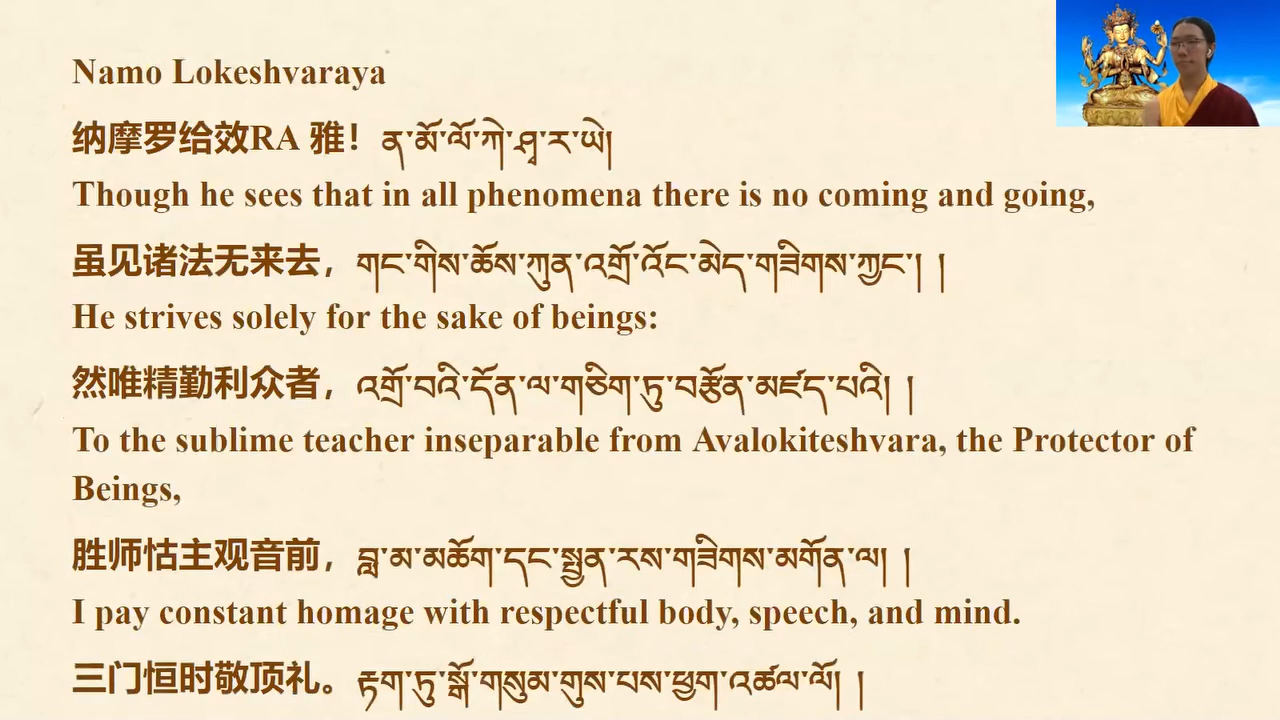 Namo Lokeshvaraya
纳摩罗给效RA 雅！ ན་མོ་ལོ་ཀེ་ཤྭ་ར་ཡེ།
Though he sees that in all phenomena there is no coming and going,
虽见诸法无来去，གང་གིས་ཆོས་ཀུན་འགྲོ་འོང་མེད་གཟིགས་ཀྱང་། །
He strives solely for the sake of beings:
然唯精勤利众者，འགྲོ་བའི་དོན་ལ་གཅིག་ཏུ་བརྩོན་མཛད་པའི། །
To the sublime teacher inseparable from Avalokiteshvara, the Protector of
Beings,
胜师怙主观音前，བླ་མ་མཆོག་དང་སྤྱན་རས་གཟིགས་མགོན་ལ། །
I pay constant homage with respectful body, speech, and mind.
三门恒时敬顶礼。རྟག་ཏུ་སྒོ་གསུམ་གུས་པས་ཕྱག་འཚལ་ལོ། །